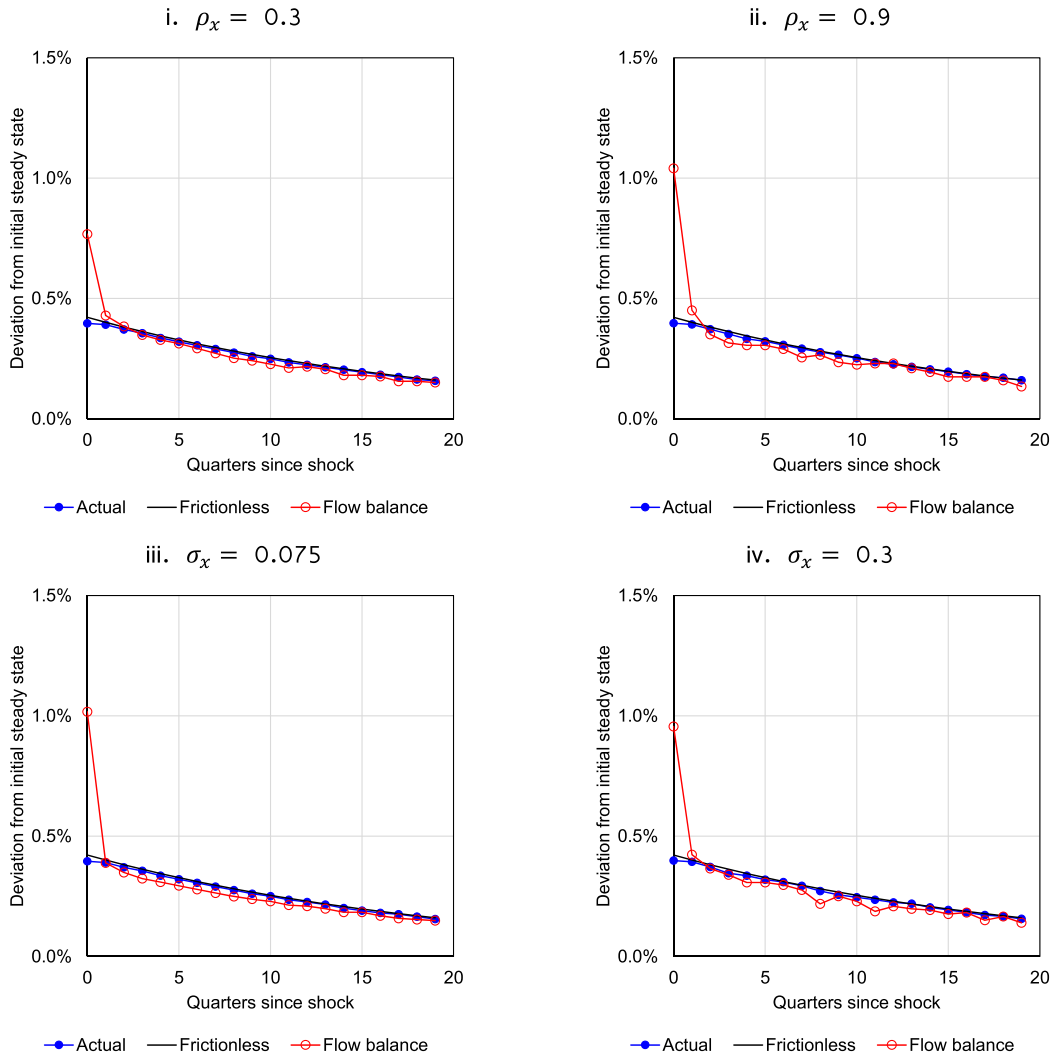 i. ρₓ = 0.3
Deviation from initial steady state
1.5%
1.0%
0.5%
0.0%
0 5 10 15 20
Quarters since shock
Actual Frictionless Flow balance
ii. ρₓ = 0.9
Deviation from initial steady state
1.5%
1.0%
0.5%
0.0%
0 5 10 15 20
Quarters since shock
Actual Frictionless Flow balance
iii. σₓ = 0.075
Deviation from initial steady state
1.5%
1.0%
0.5%
0.0%
0 5 10 15 20
Quarters since shock
Actual Frictionless Flow balance
iv. σₓ = 0.3
Deviation from initial steady state
1.5%
1.0%
0.5%
0.0%
0 5 10 15 20
Quarters since shock
Actual Frictionless Flow balance